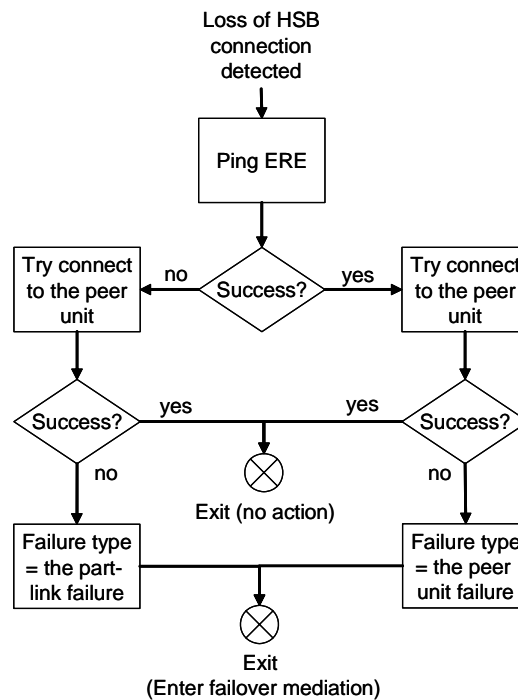 Loss of HSB
connection
detected
Ping ERE
Try connect
to the peer
unit
no
Success?
yes
Try connect
to the peer
unit
Success?
yes
yes
Success?
no
no
Exit (no action)
Failure type
= the part-
link failure
Failure type
= the peer
unit failure
Exit
(Enter failover mediation)